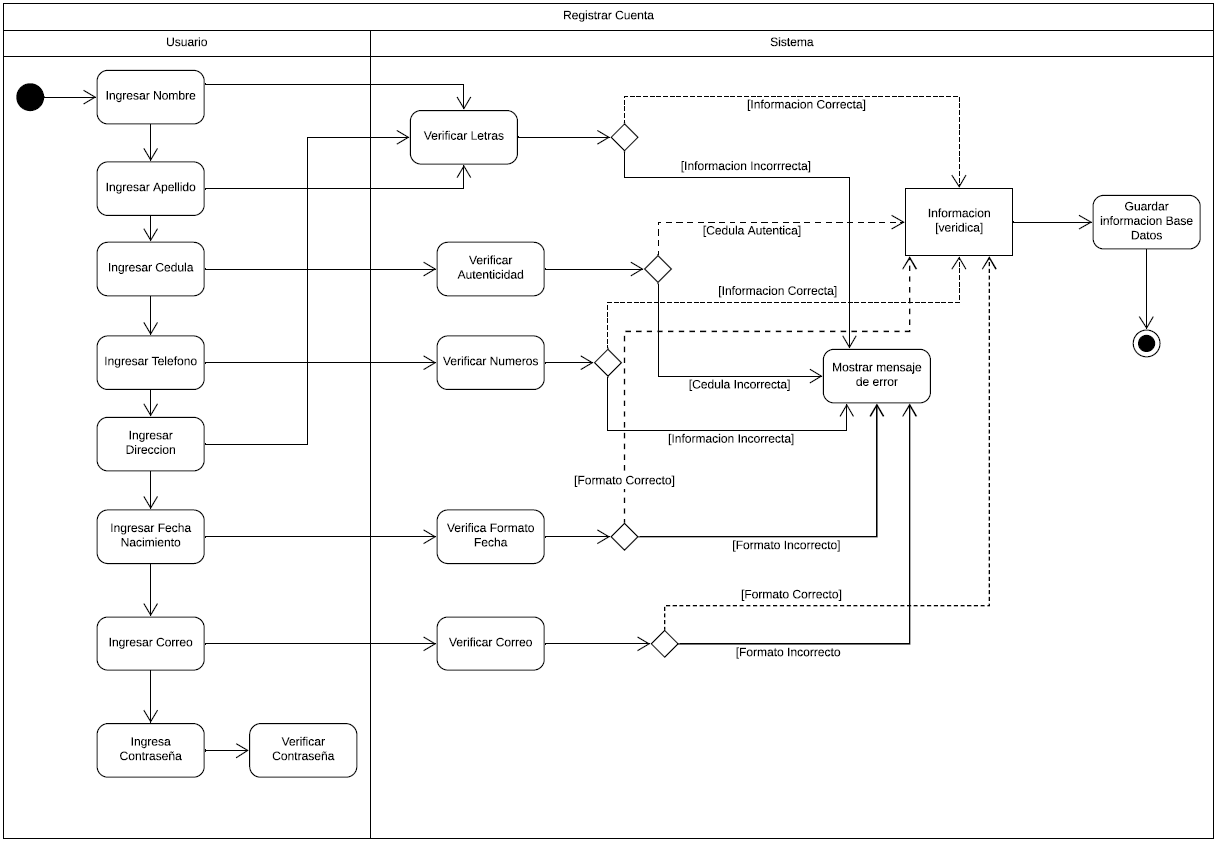 Registrar Cuenta
Usuario
Sistema
Ingresar Nombre
Verificar Letras
[Informacion Correcta]
[Informacion Incorrrecta]
Ingresar Apellido
Informacion
[veridica]
Guardar
informacion Base
Datos
Ingresar Cedula
Verificar
Autenticidad
[Cedula Autentica]
[Informacion Correcta]
Ingresar Telefono
Verificar Numeros
Mostrar mensaje
de error
[Cedula Incorrecta]
Ingresar
Direccion
[Informacion Incorrecta]
[Formato Correcto]
Ingresar Fecha
Nacimiento
Verifica Formato
Fecha
[Formato Incorrecto]
[Formato Correcto]
Ingresar Correo
Verificar Correo
[Formato Incorrecto
Ingresa
Contraseña
Verificar
Contraseña